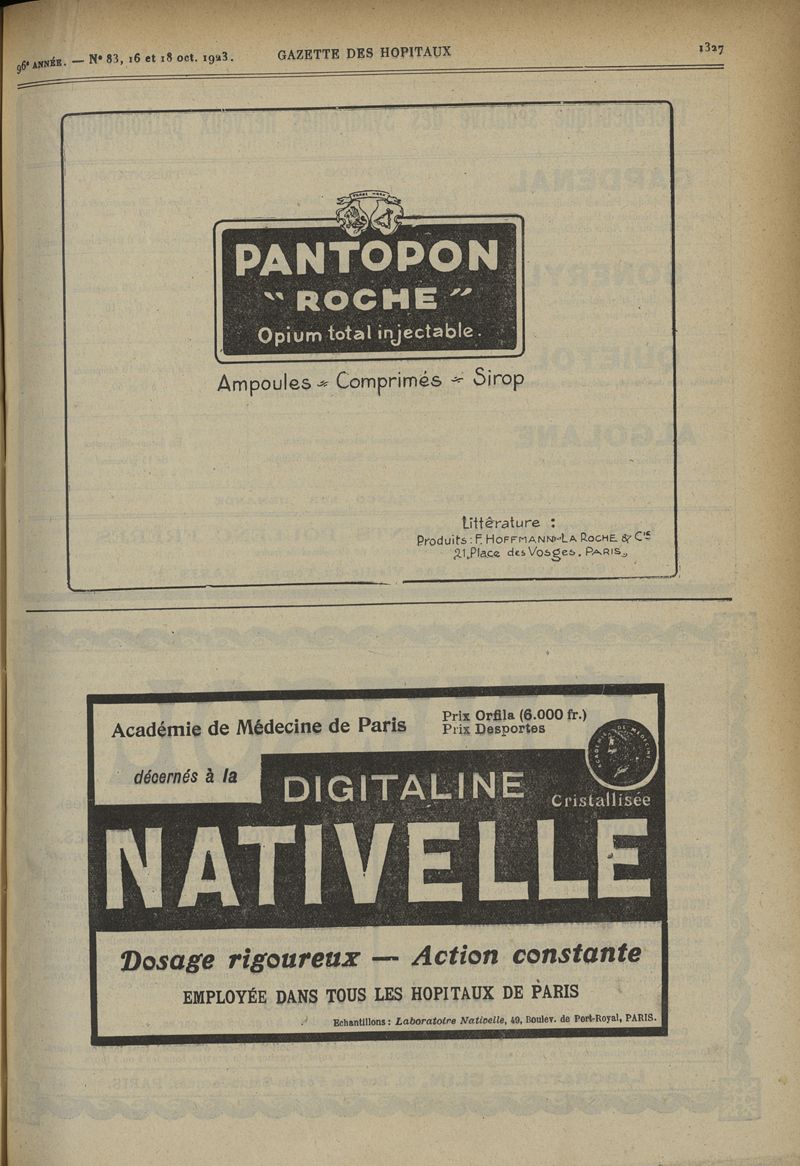 96e ANNÉE. — N° 83, 16 et 18 oct. 1923.
GAZETTE DES HOPITAUX
1327
PANTOPON
"ROCHE"
Opium total injectable.
Ampoules - Comprimés - Sirop
Littérature :
Produits : F. HOFFMANN-LA ROCHE & Cie
21, Place des Vosges, PARIS.
Académie de Médecine de Paris
Prix Orfila (6.000 fr.)
Prix Desportes
décernés à la
DIGITALINE
Cristallisée
NATIVELLE
Dosage rigoureux — Action constante
EMPLOYÉE DANS TOUS LES HOPITAUX DE PARIS
Echantillons : Laboratoire Nativelle, 49, Boulev. de Port-Royal, PARIS.